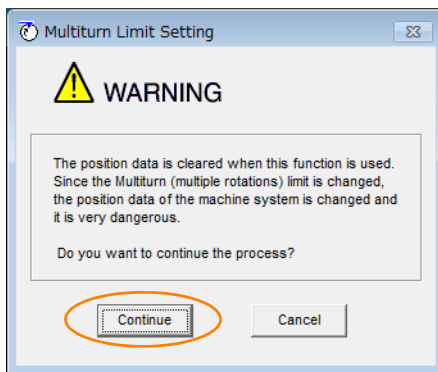 Multiturn Limit Setting
WARNING
The position data is cleared when this function is used.
Since the Multiturn (multiple rotations) limit is changed,
the position data of the machine system is changed and
it is very dangerous.
Do you want to continue the process?
Continue
Cancel